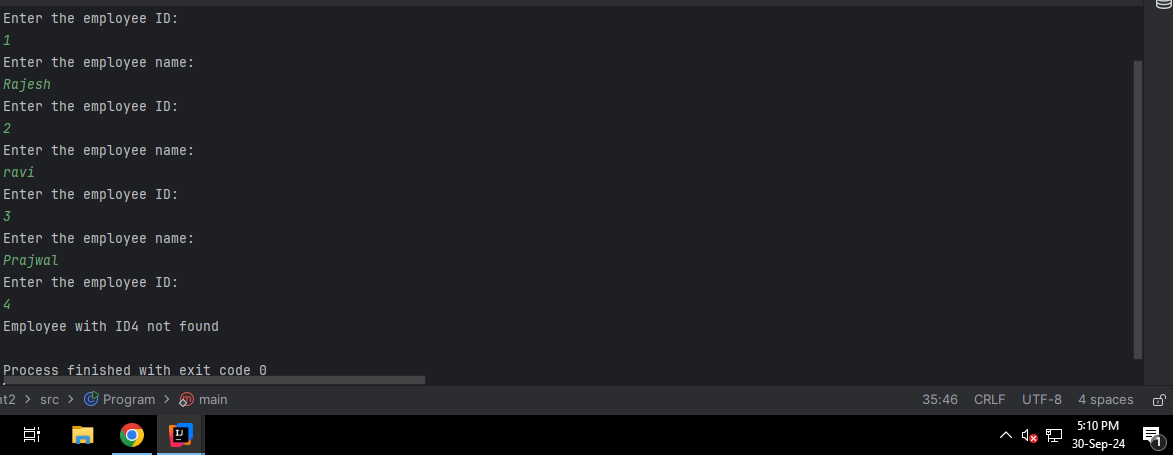 Enter the employee ID:
1
Enter the employee name:
Rajesh
Enter the employee ID:
2
Enter the employee name:
ravi
Enter the employee ID:
3
Enter the employee name:
Prajwal
Enter the employee ID:
4
Employee with ID4 not found
Process finished with exit code 0
nt2 > src > Program > main 35:46 CRLF UTF-8 4 spaces
5:10 PM
30-Sep-24
1